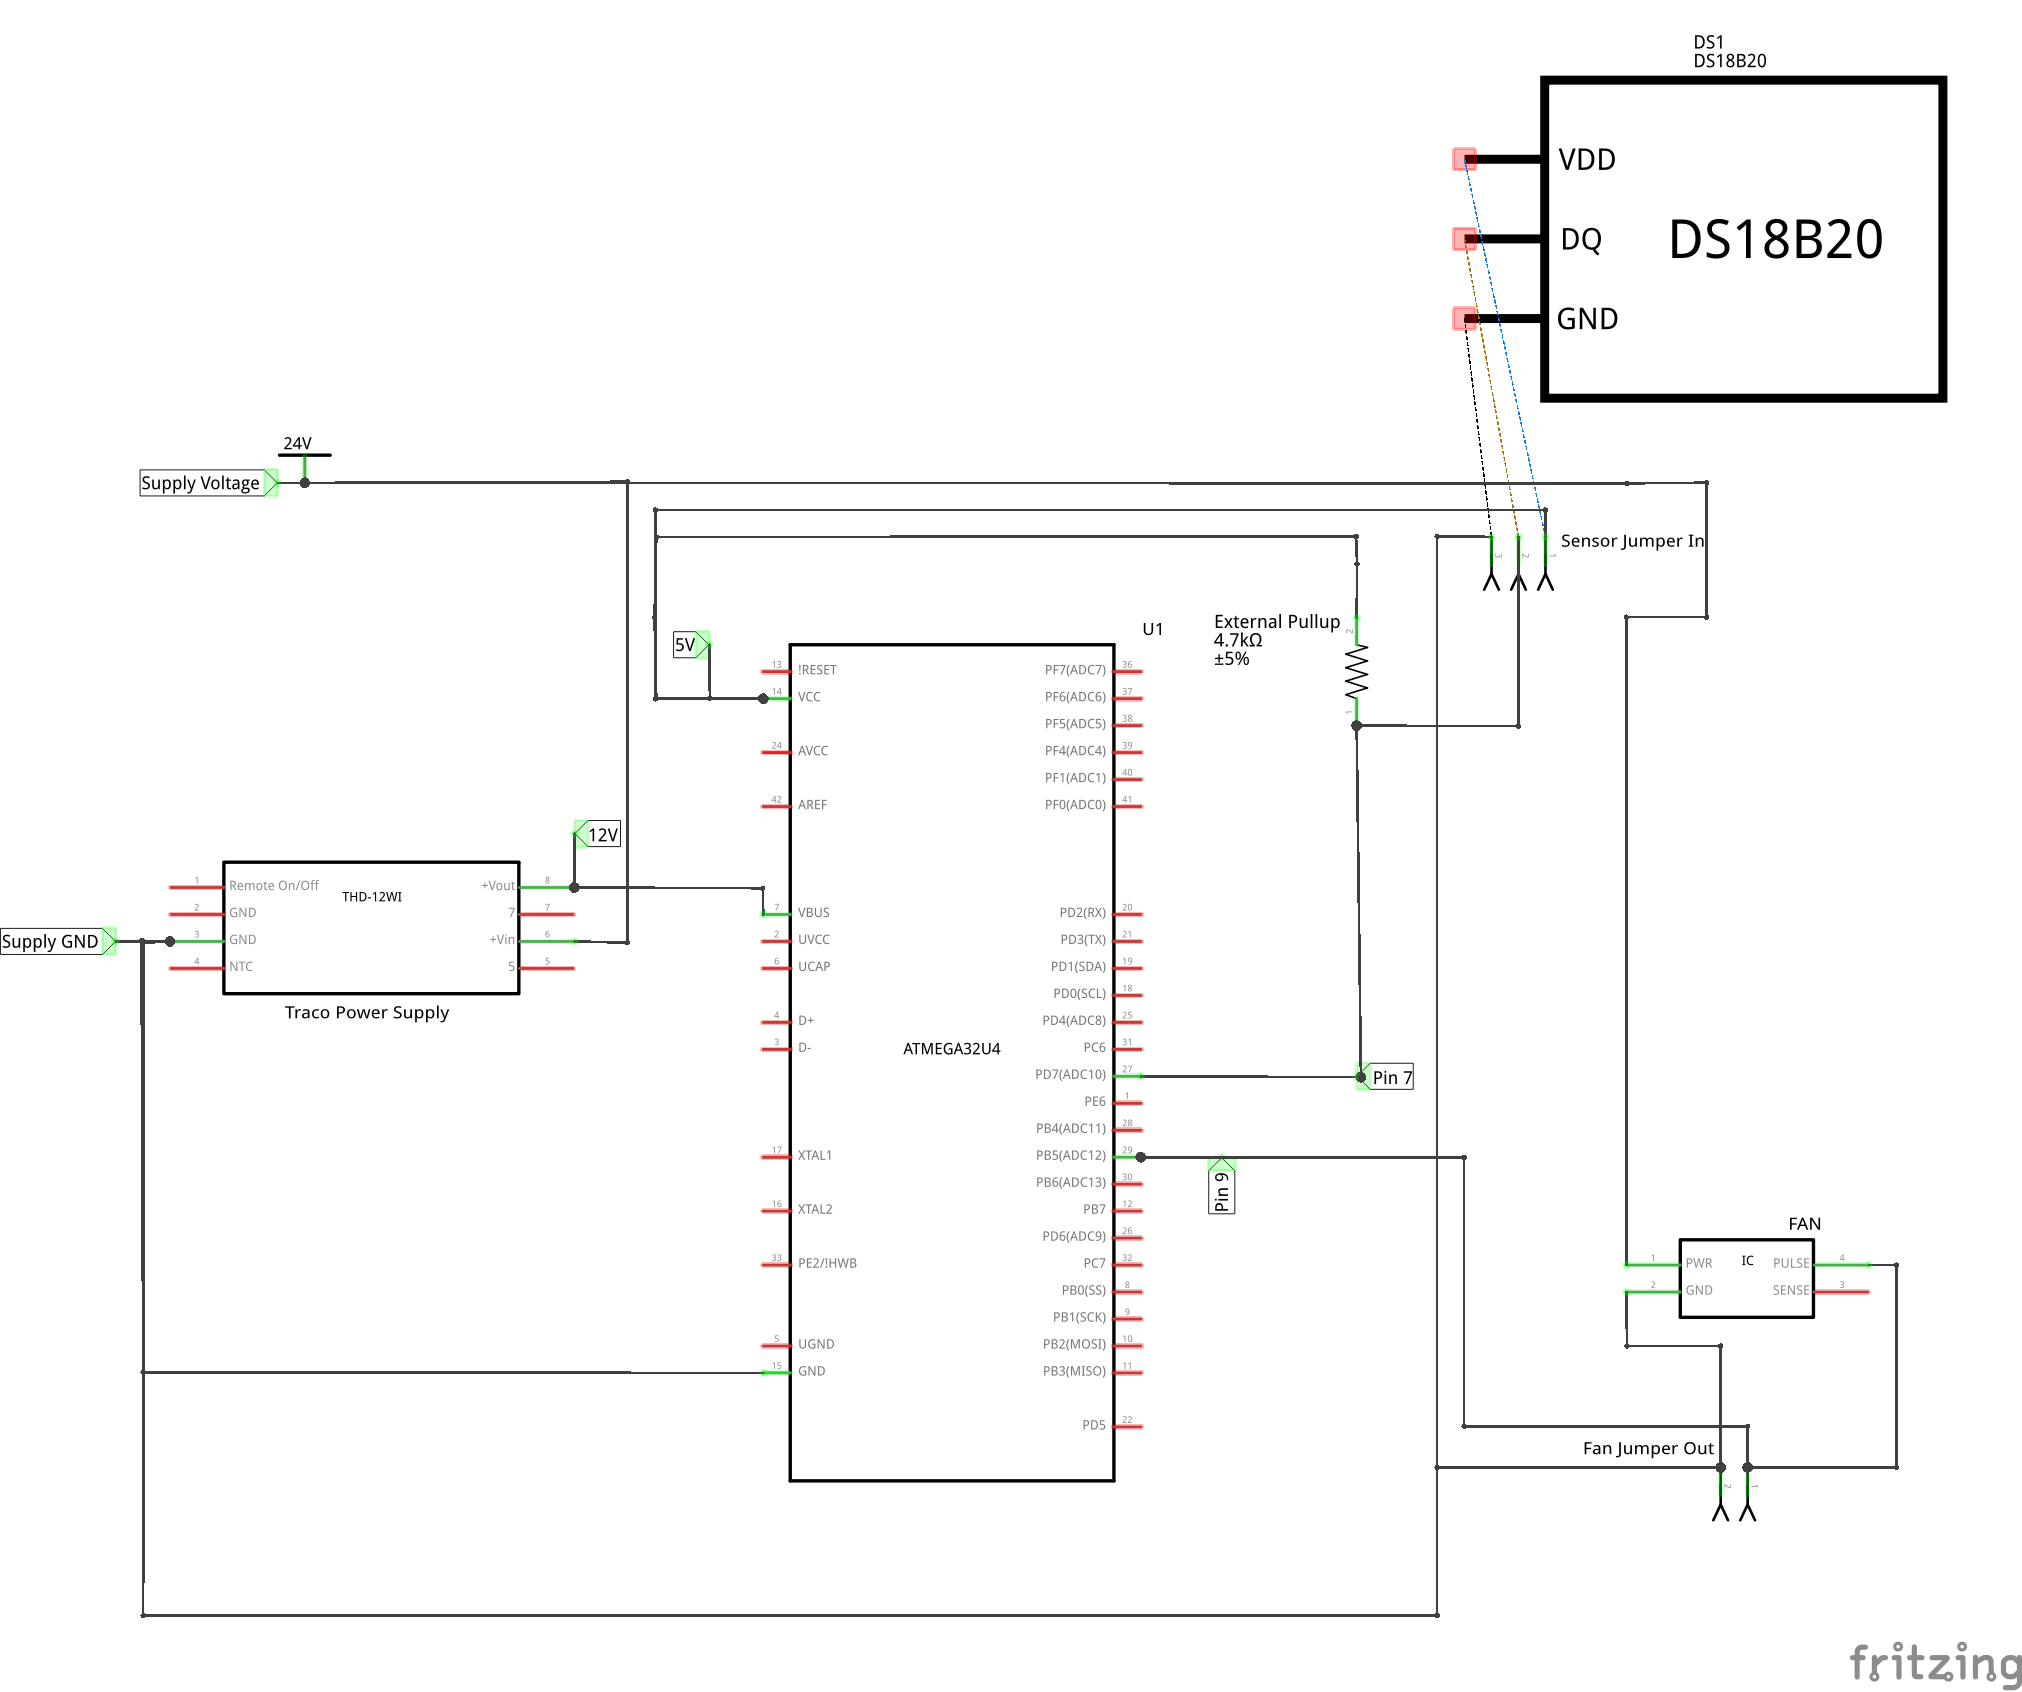 DS1
DS18B20
VDD
DQ
GND
DS18B20
24V
Supply Voltage
Sensor Jumper In
3
2
1
5V
U1
External Pullup
4.7kΩ
±5%
2
1
13 !RESET
14 VCC
24 AVCC
42 AREF
7 VBUS
2 UVCC
6 UCAP
4 D+
3 D-
17 XTAL1
16 XTAL2
33 PE2/!HWB
5 UGND
15 GND
ATMEGA32U4
PF7(ADC7) 36
PF6(ADC6) 37
PF5(ADC5) 38
PF4(ADC4) 39
PF1(ADC1) 40
PF0(ADC0) 41
PD2(RX) 20
PD3(TX) 21
PD1(SDA) 19
PD0(SCL) 18
PD4(ADC8) 25
PC6 31
PD7(ADC10) 27
PE6 1
PB4(ADC11) 28
PB5(ADC12) 29
PB6(ADC13) 30
PB7 12
PD6(ADC9) 26
PC7 32
PB0(SS) 8
PB1(SCK) 9
PB2(MOSI) 10
PB3(MISO) 11
PD5 22
12V
Supply GND
1 Remote On/Off
2 GND
3 GND
4 NTC
THD-12WI
+Vout 8
7 7
+Vin 6
5 5
Traco Power Supply
Pin 7
Pin 9
FAN
1 PWR
2 GND
IC
PULSE 4
SENSE 3
Fan Jumper Out
2
1
fritzing